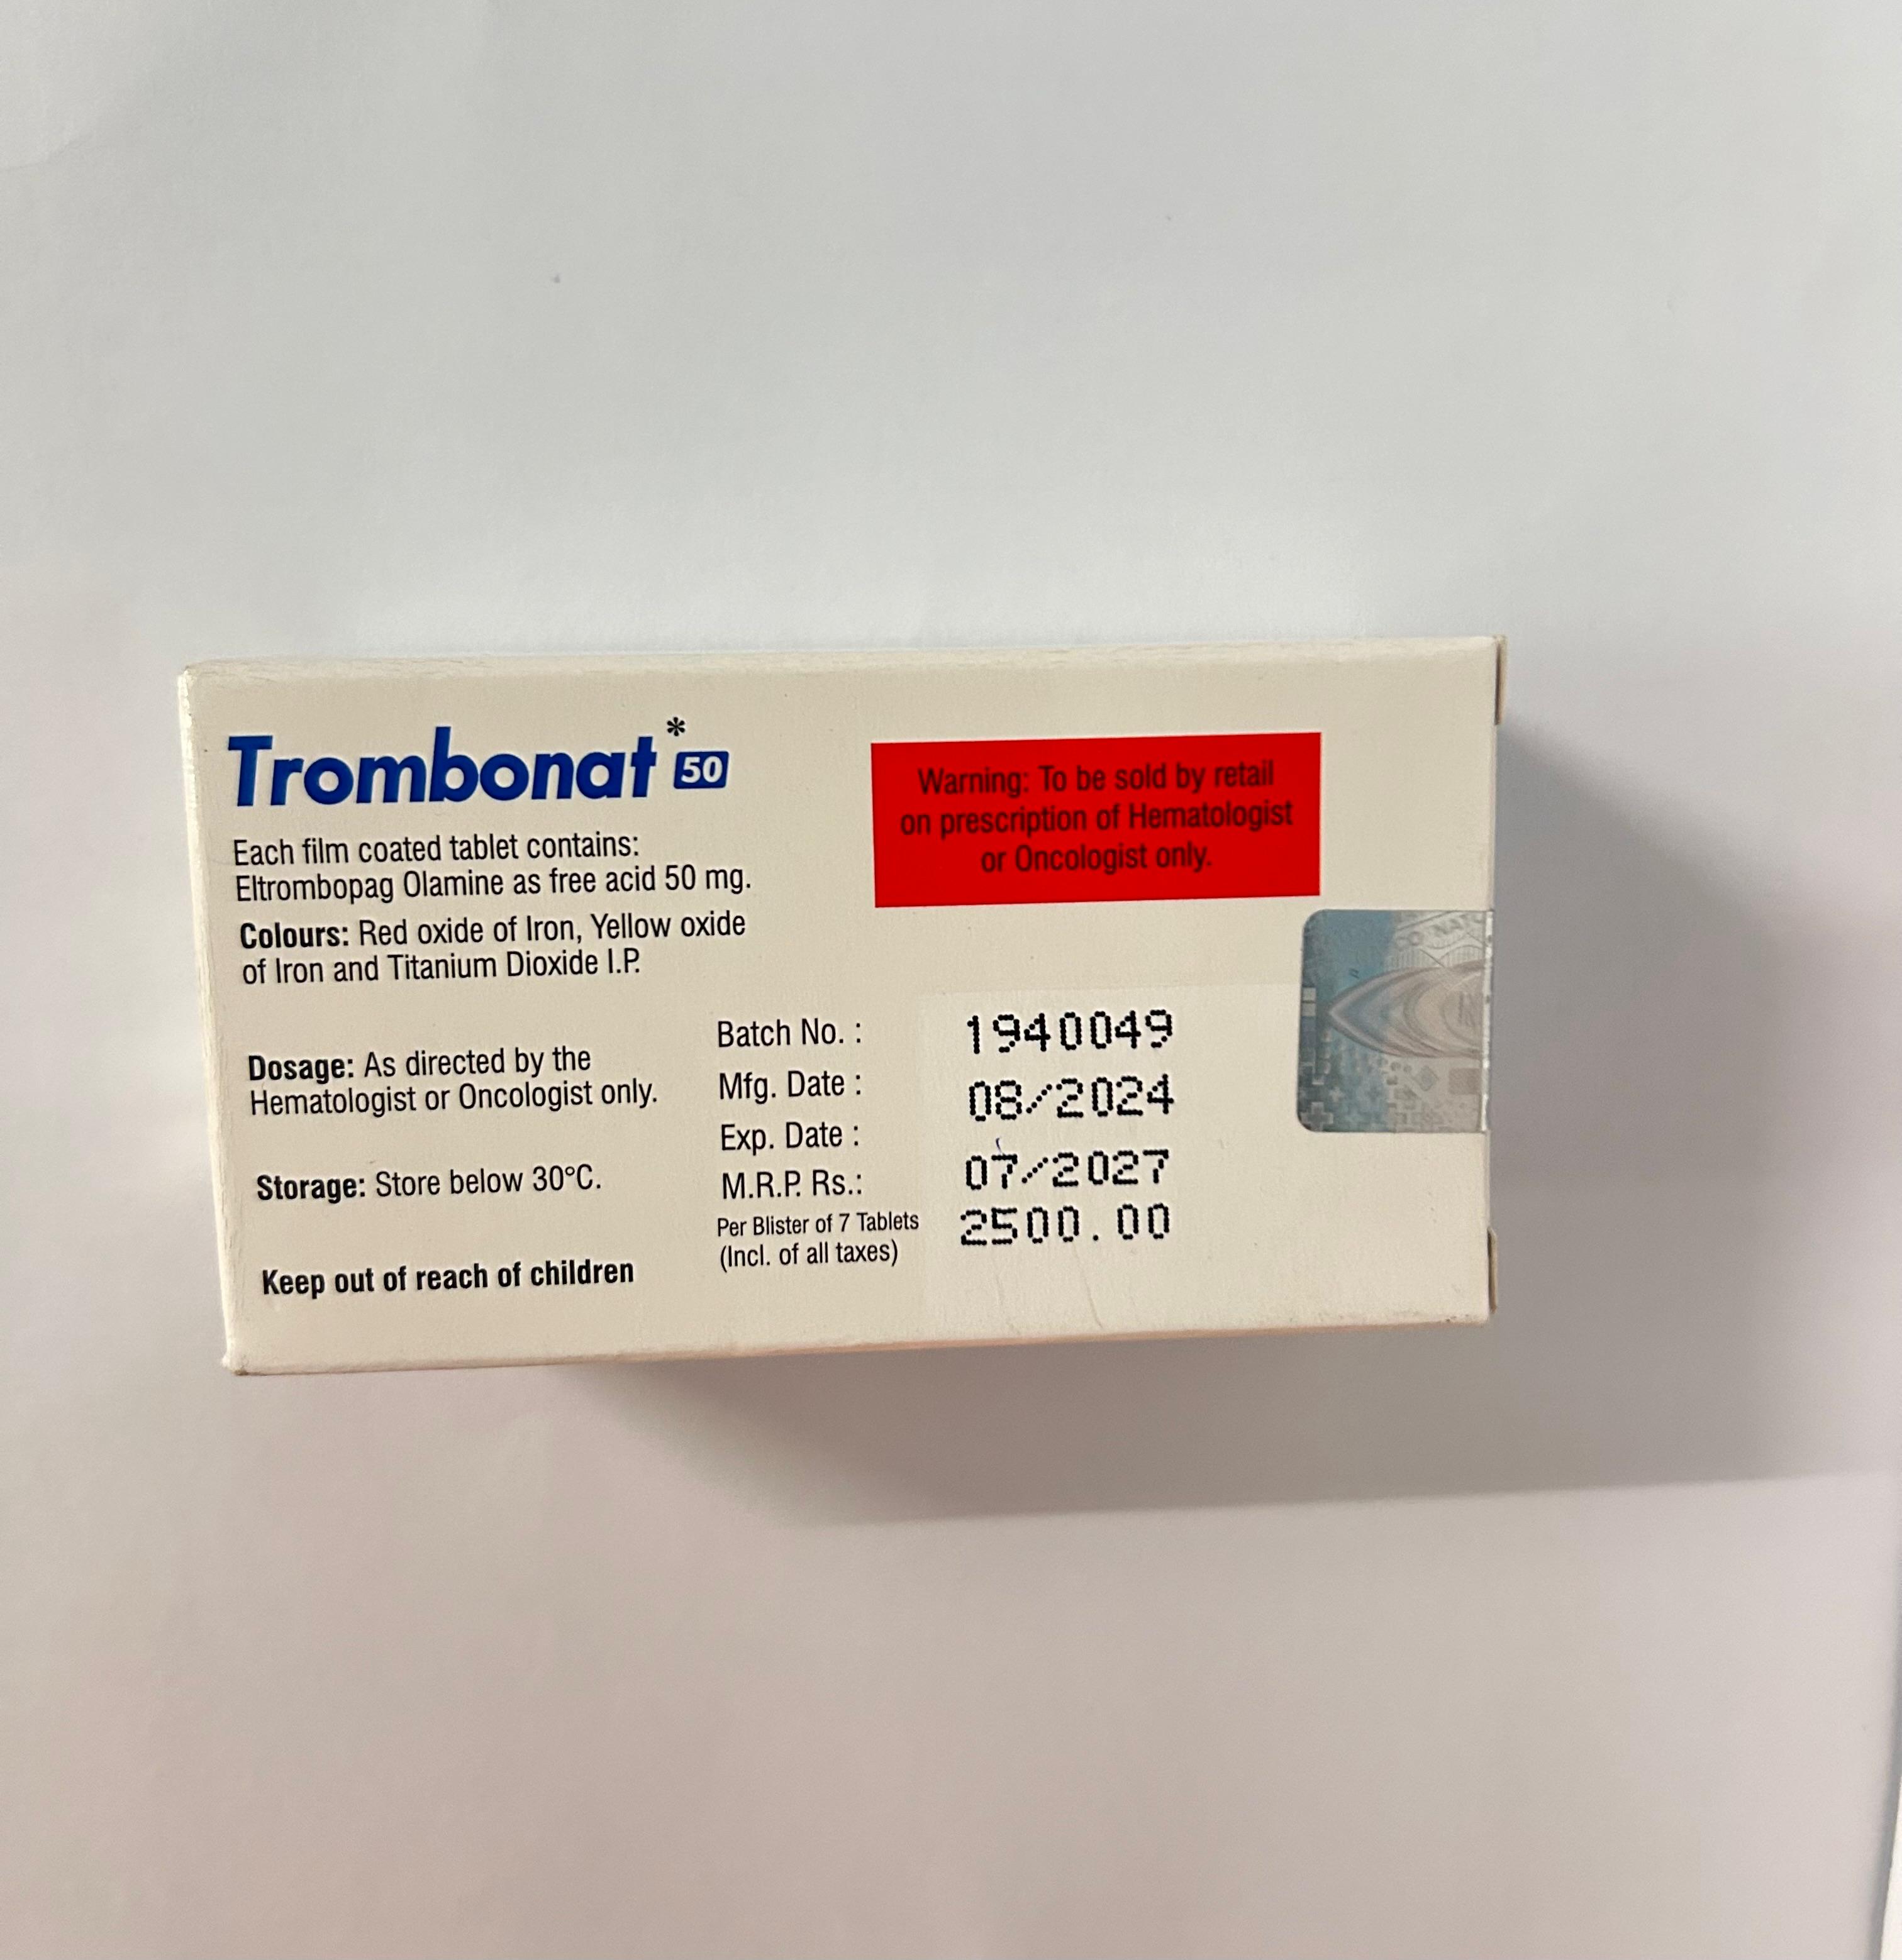 Trombonat* 50
Each film coated tablet contains:
Eltrombopag Olamine as free acid 50 mg.
Colours: Red oxide of Iron, Yellow oxide
of Iron and Titanium Dioxide I.P.
Dosage: As directed by the
Hematologist or Oncologist only.
Storage: Store below 30°C.
Keep out of reach of children
Warning: To be sold by retail
on prescription of Hematologist
or Oncologist only.
Batch No. : 1940049
Mfg. Date : 08/2024
Exp. Date : 07/2027
M.R.P. Rs.: 2500.00
Per Blister of 7 Tablets
(Incl. of all taxes)